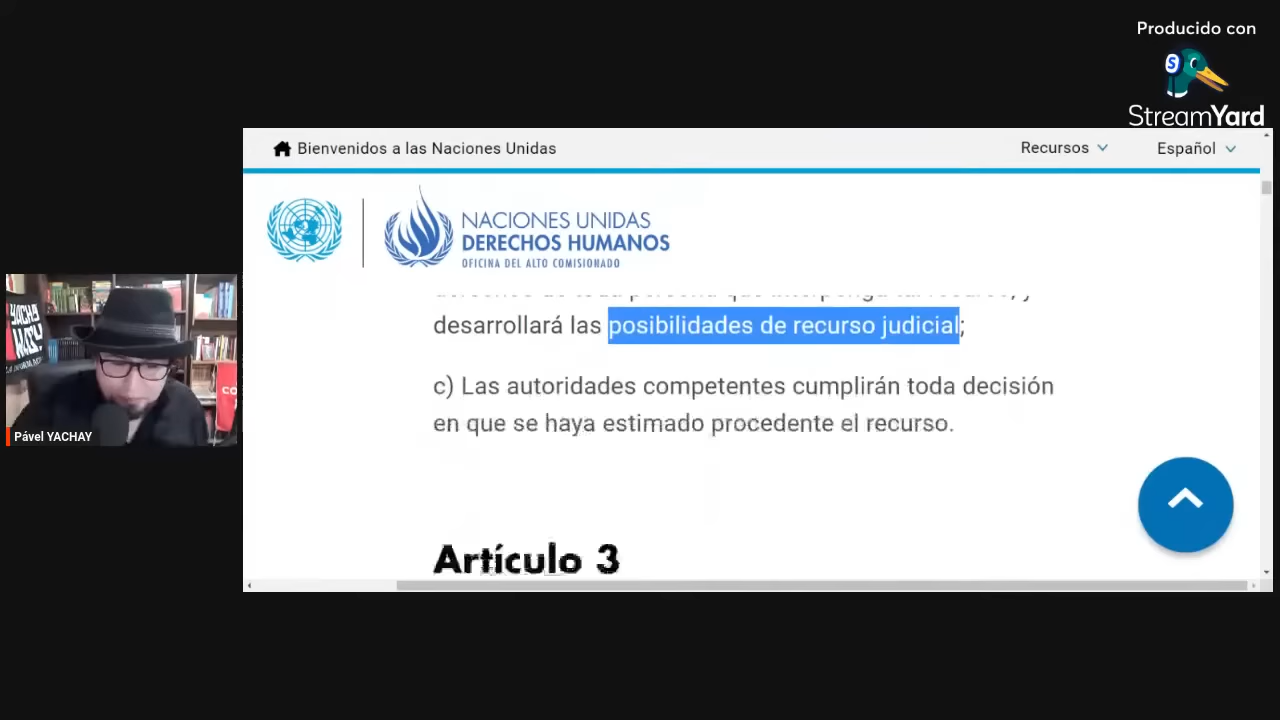 Producido con
StreamYard
Bienvenidos a las Naciones Unidas
Recursos
Español
NACIONES UNIDAS
DERECHOS HUMANOS
OFICINA DEL ALTO COMISIONADO
desarrollará las posibilidades de recurso judicial;
c) Las autoridades competentes cumplirán toda decisión
en que se haya estimado procedente el recurso.
Artículo 3
YACHAY
Pável YACHAY